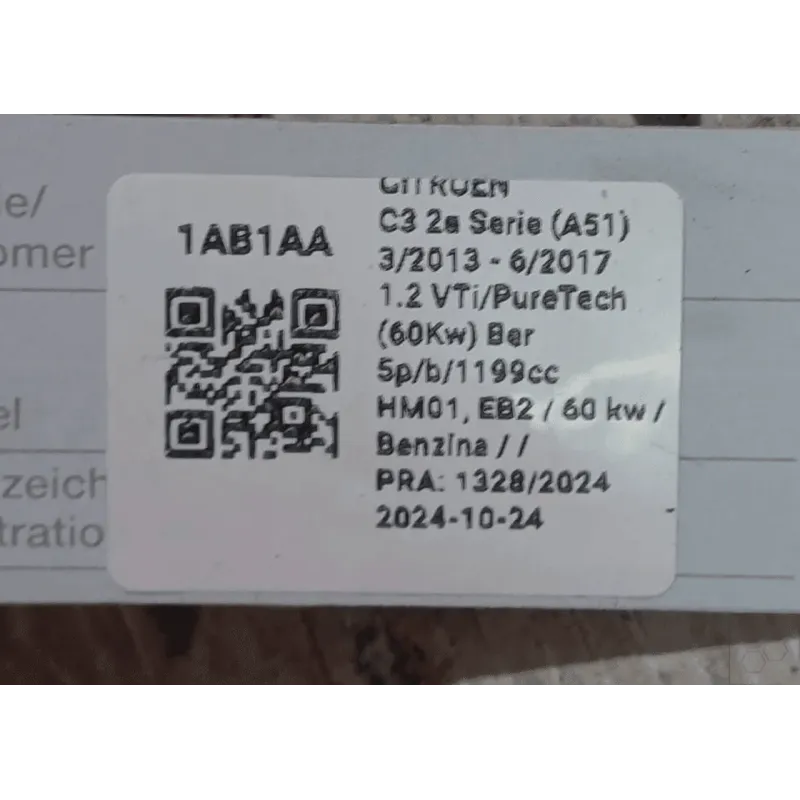 e/
omer
el
zeich
tratio
1AB1AA
CITROEN
C3 2a Serie (A51)
3/2013 - 6/2017
1.2 VTi/PureTech
(60Kw) Ber
5p/b/1199cc
HM01, EB2 / 60 kw /
Benzina / /
PRA: 1328/2024
2024-10-24